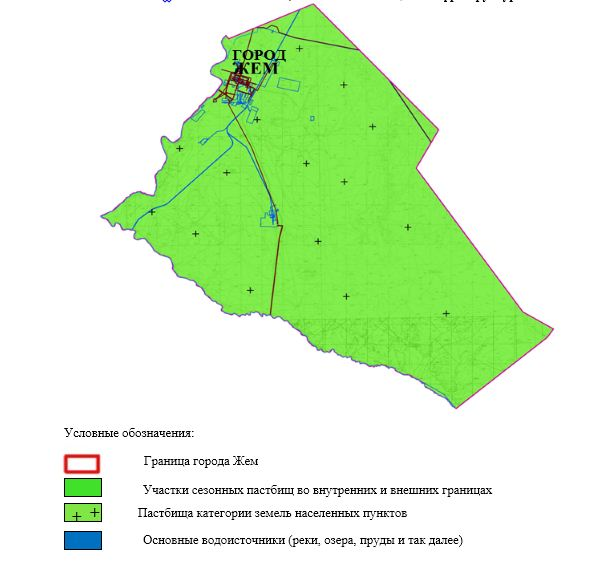 ГОРОД
ЖЕМ
Условные обозначения:
Граница города Жем
Участки сезонных пастбищ во внутренних и внешних границах
Пастбища категории земель населенных пунктов
Основные водоисточники (реки, озера, пруды и так далее)